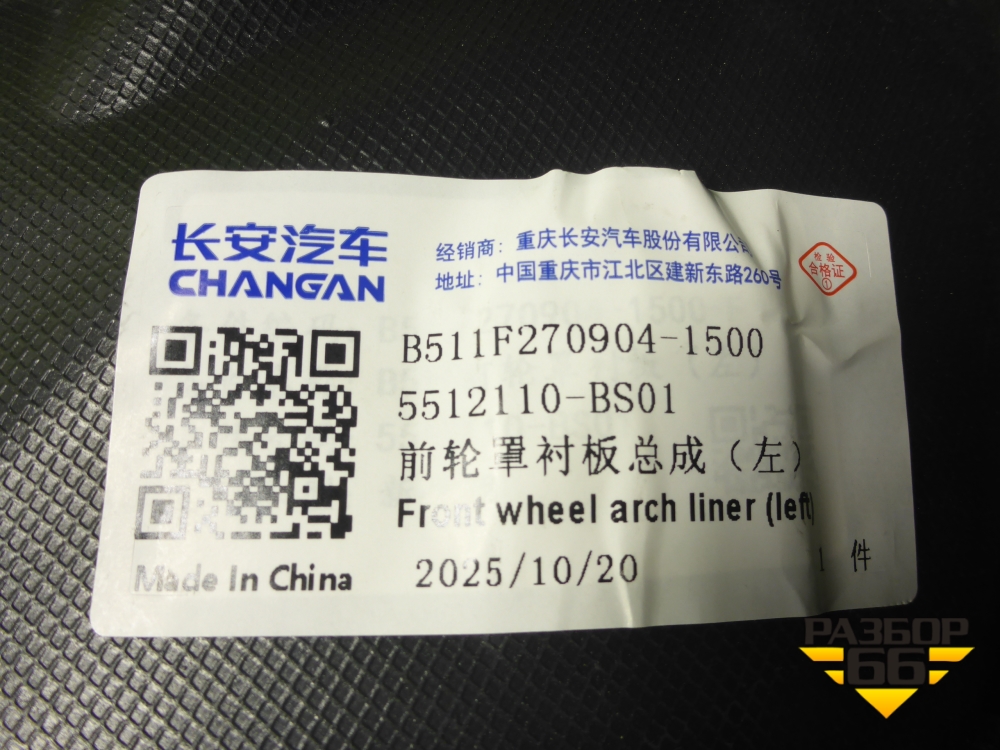 长安汽车
CHANGAN
经销商：重庆长安汽车股份有限公司
地址：中国重庆市江北区建新东路260号
检验
合格证
①
B511F270904-1500
5512110-BS01
前轮罩衬板总成（左）
Front wheel arch liner (left)
2025/10/20
1 件
Made In China
РАЗБОР
66